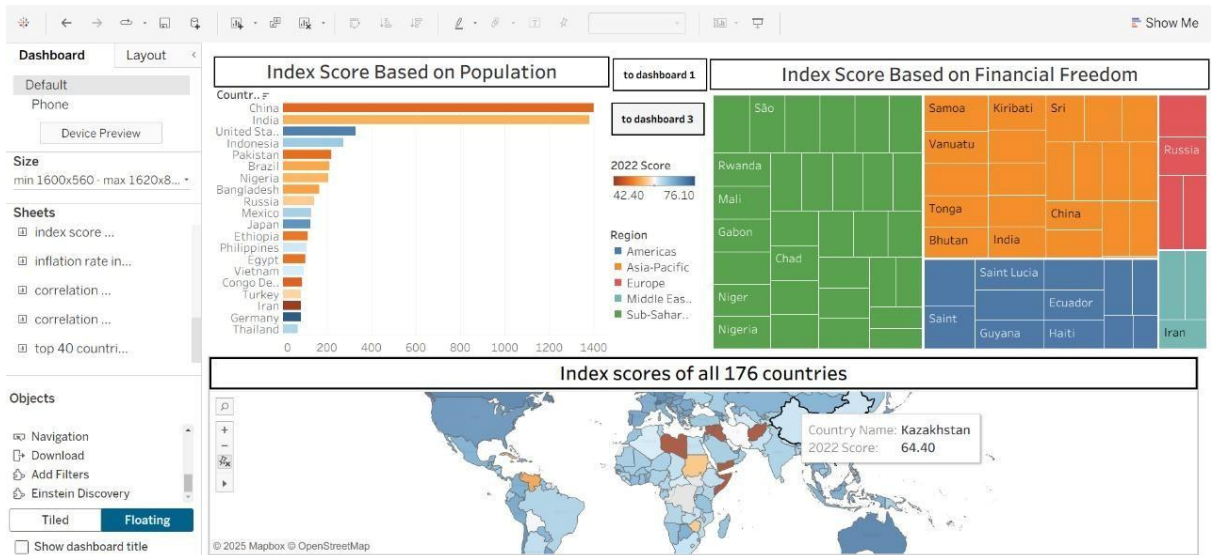 Show Me
Dashboard
Layout
Default
Phone
Device Preview
Size
min 1600x560 - max 1620x8...
Sheets
index score ...
inflation rate in...
correlation ...
correlation ...
top 40 countri...
Objects
Navigation
Download
Add Filters
Einstein Discovery
Tiled
Floating
Show dashboard title
Index Score Based on Population
Countr..
China
India
United Sta..
Indonesia
Pakistan
Brazil
Nigeria
Bangladesh
Russia
Mexico
Japan
Ethiopia
Philippines
Egypt
Vietnam
Congo De..
Turkey
Iran
Germany
Thailand
0 200 400 600 800 1000 1200 1400
to dashboard 1
to dashboard 3
2022 Score
42.40 76.10
Region
Americas
Asia-Pacific
Europe
Middle Eas..
Sub-Sahar..
Index Score Based on Financial Freedom
São
Rwanda
Mali
Gabon
Chad
Niger
Nigeria
Samoa
Kiribati
Sri
Vanuatu
Tonga
China
Bhutan
India
Saint Lucia
Ecuador
Saint
Guyana
Haiti
Russia
Iran
Index scores of all 176 countries
Country Name: Kazakhstan
2022 Score: 64.40
© 2025 Mapbox © OpenStreetMap